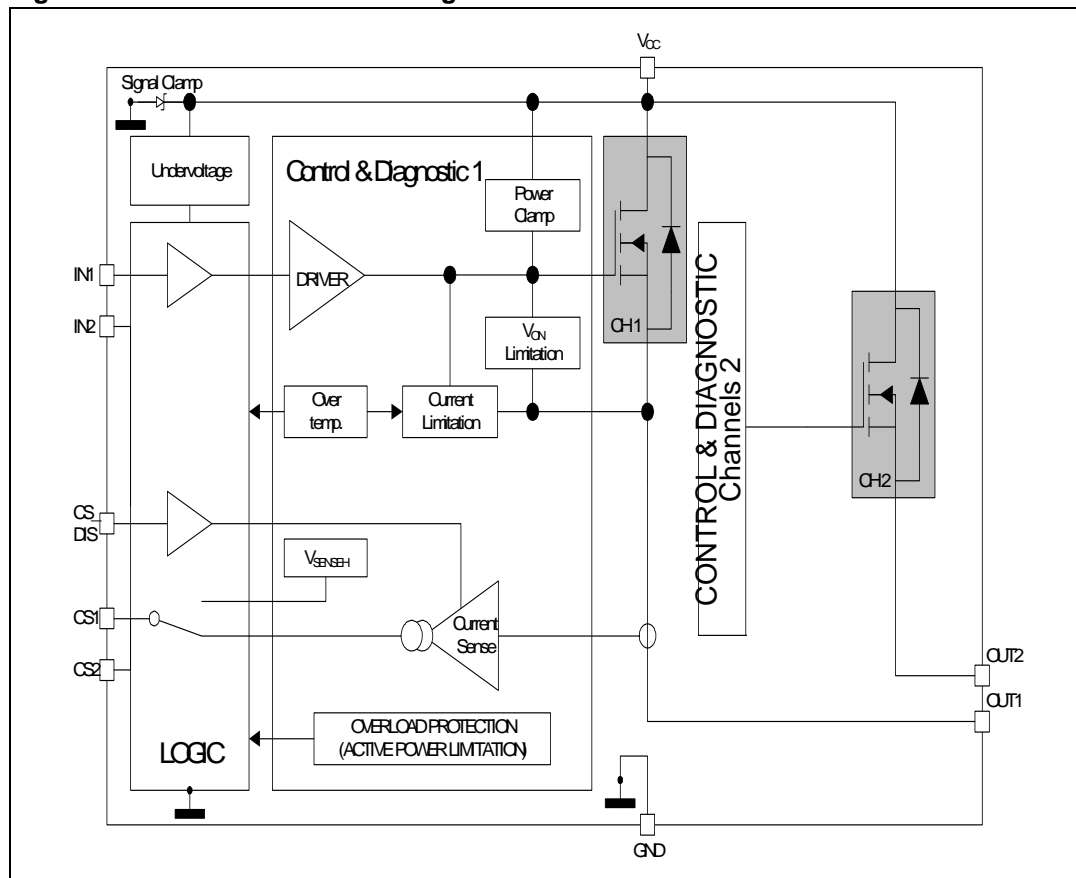 VCC
Signal Clamp
Undervoltage
Control & Diagnostic 1
Power
Clamp
IN1
DRIVER
IN2
CH1
VON
Limitation
Over
temp.
Current
Limitation
CONTROL & DIAGNOSTIC
Channels 2
CH2
CS_
DIS
VSENSEH
CS1
Current
Sense
CS2
OUT2
OUT1
OVERLOAD PROTECTION
(ACTIVE POWER LIMITATION)
LOGIC
GND